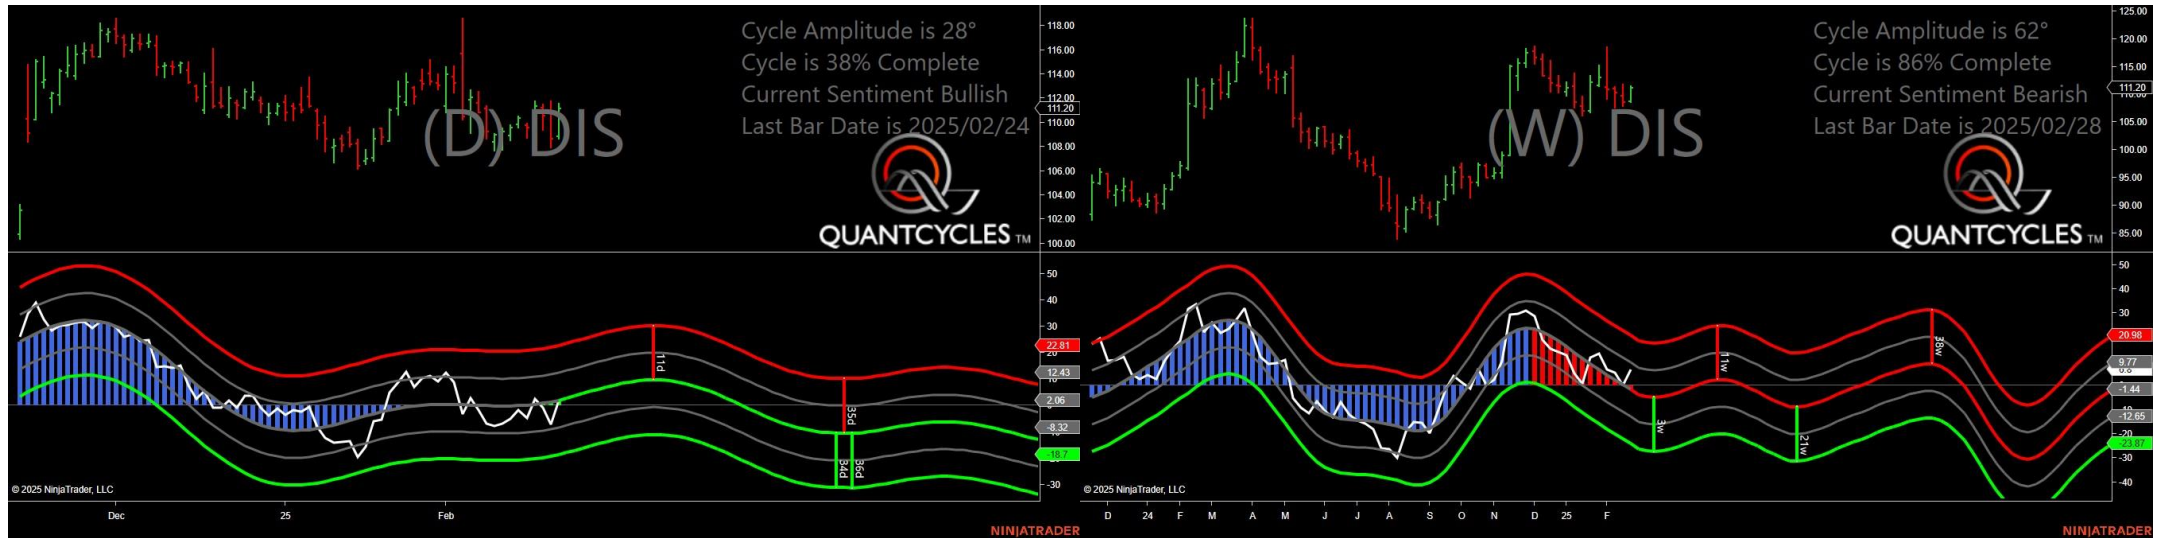 Cycle Amplitude is 28°
Cycle is 38% Complete
Current Sentiment Bullish
Last Bar Date is 2025/02/24
(D) DIS
QUANTCYCLES TM
118.00
116.00
114.00
112.00
111.20
110.00
108.00
106.00
104.00
102.00
100.00
50
40
30
22.81
20
12.43
2.06
-8.32
-18.7
-30
11d
35d
34d
36d
© 2025 NinjaTrader, LLC
Dec
25
Feb
NINJATRADER
Cycle Amplitude is 62°
Cycle is 86% Complete
Current Sentiment Bearish
Last Bar Date is 2025/02/28
(W) DIS
QUANTCYCLES TM
125.00
120.00
115.00
111.20
105.00
100.00
95.00
90.00
85.00
50
40
30
20.98
9.77
-1.44
-12.65
-20
-23.87
-30
-40
11w
38w
3w
21w
© 2025 NinjaTrader, LLC
D 24 F M A M J J A S O N D 25 F
NINJATRADER